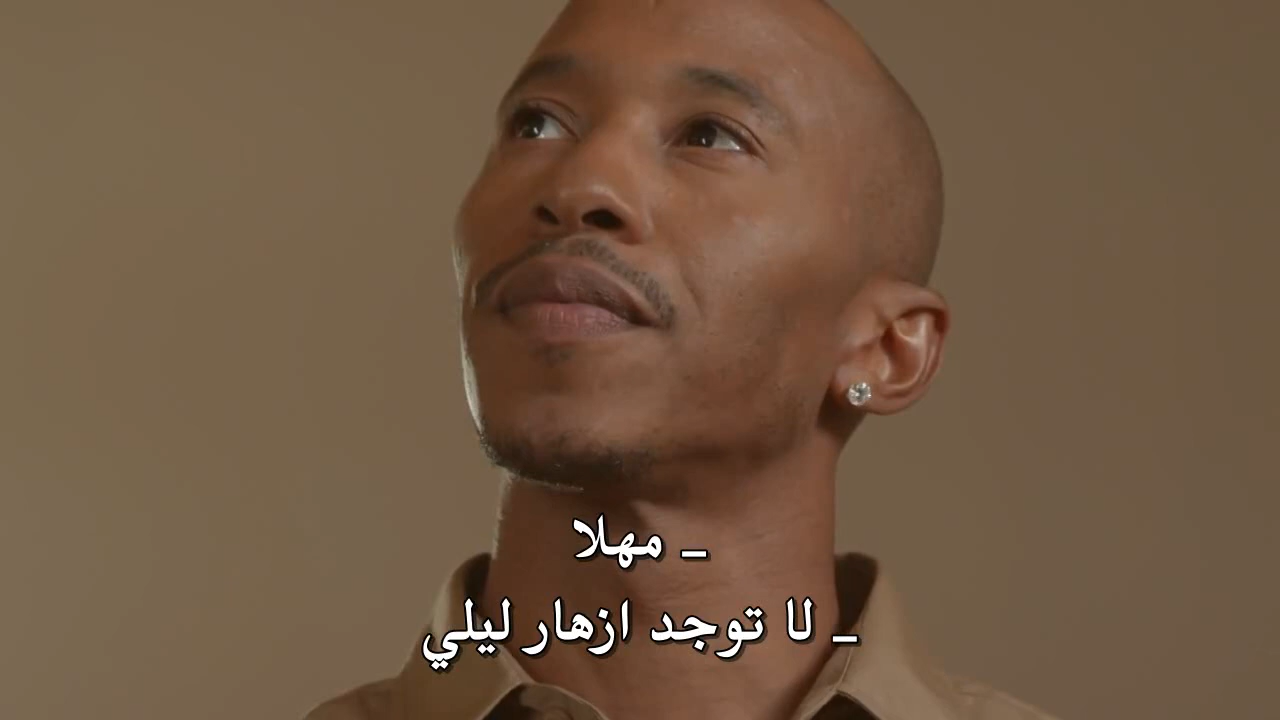 ـ مهلا
ـ لا توجد ازهار ليلي